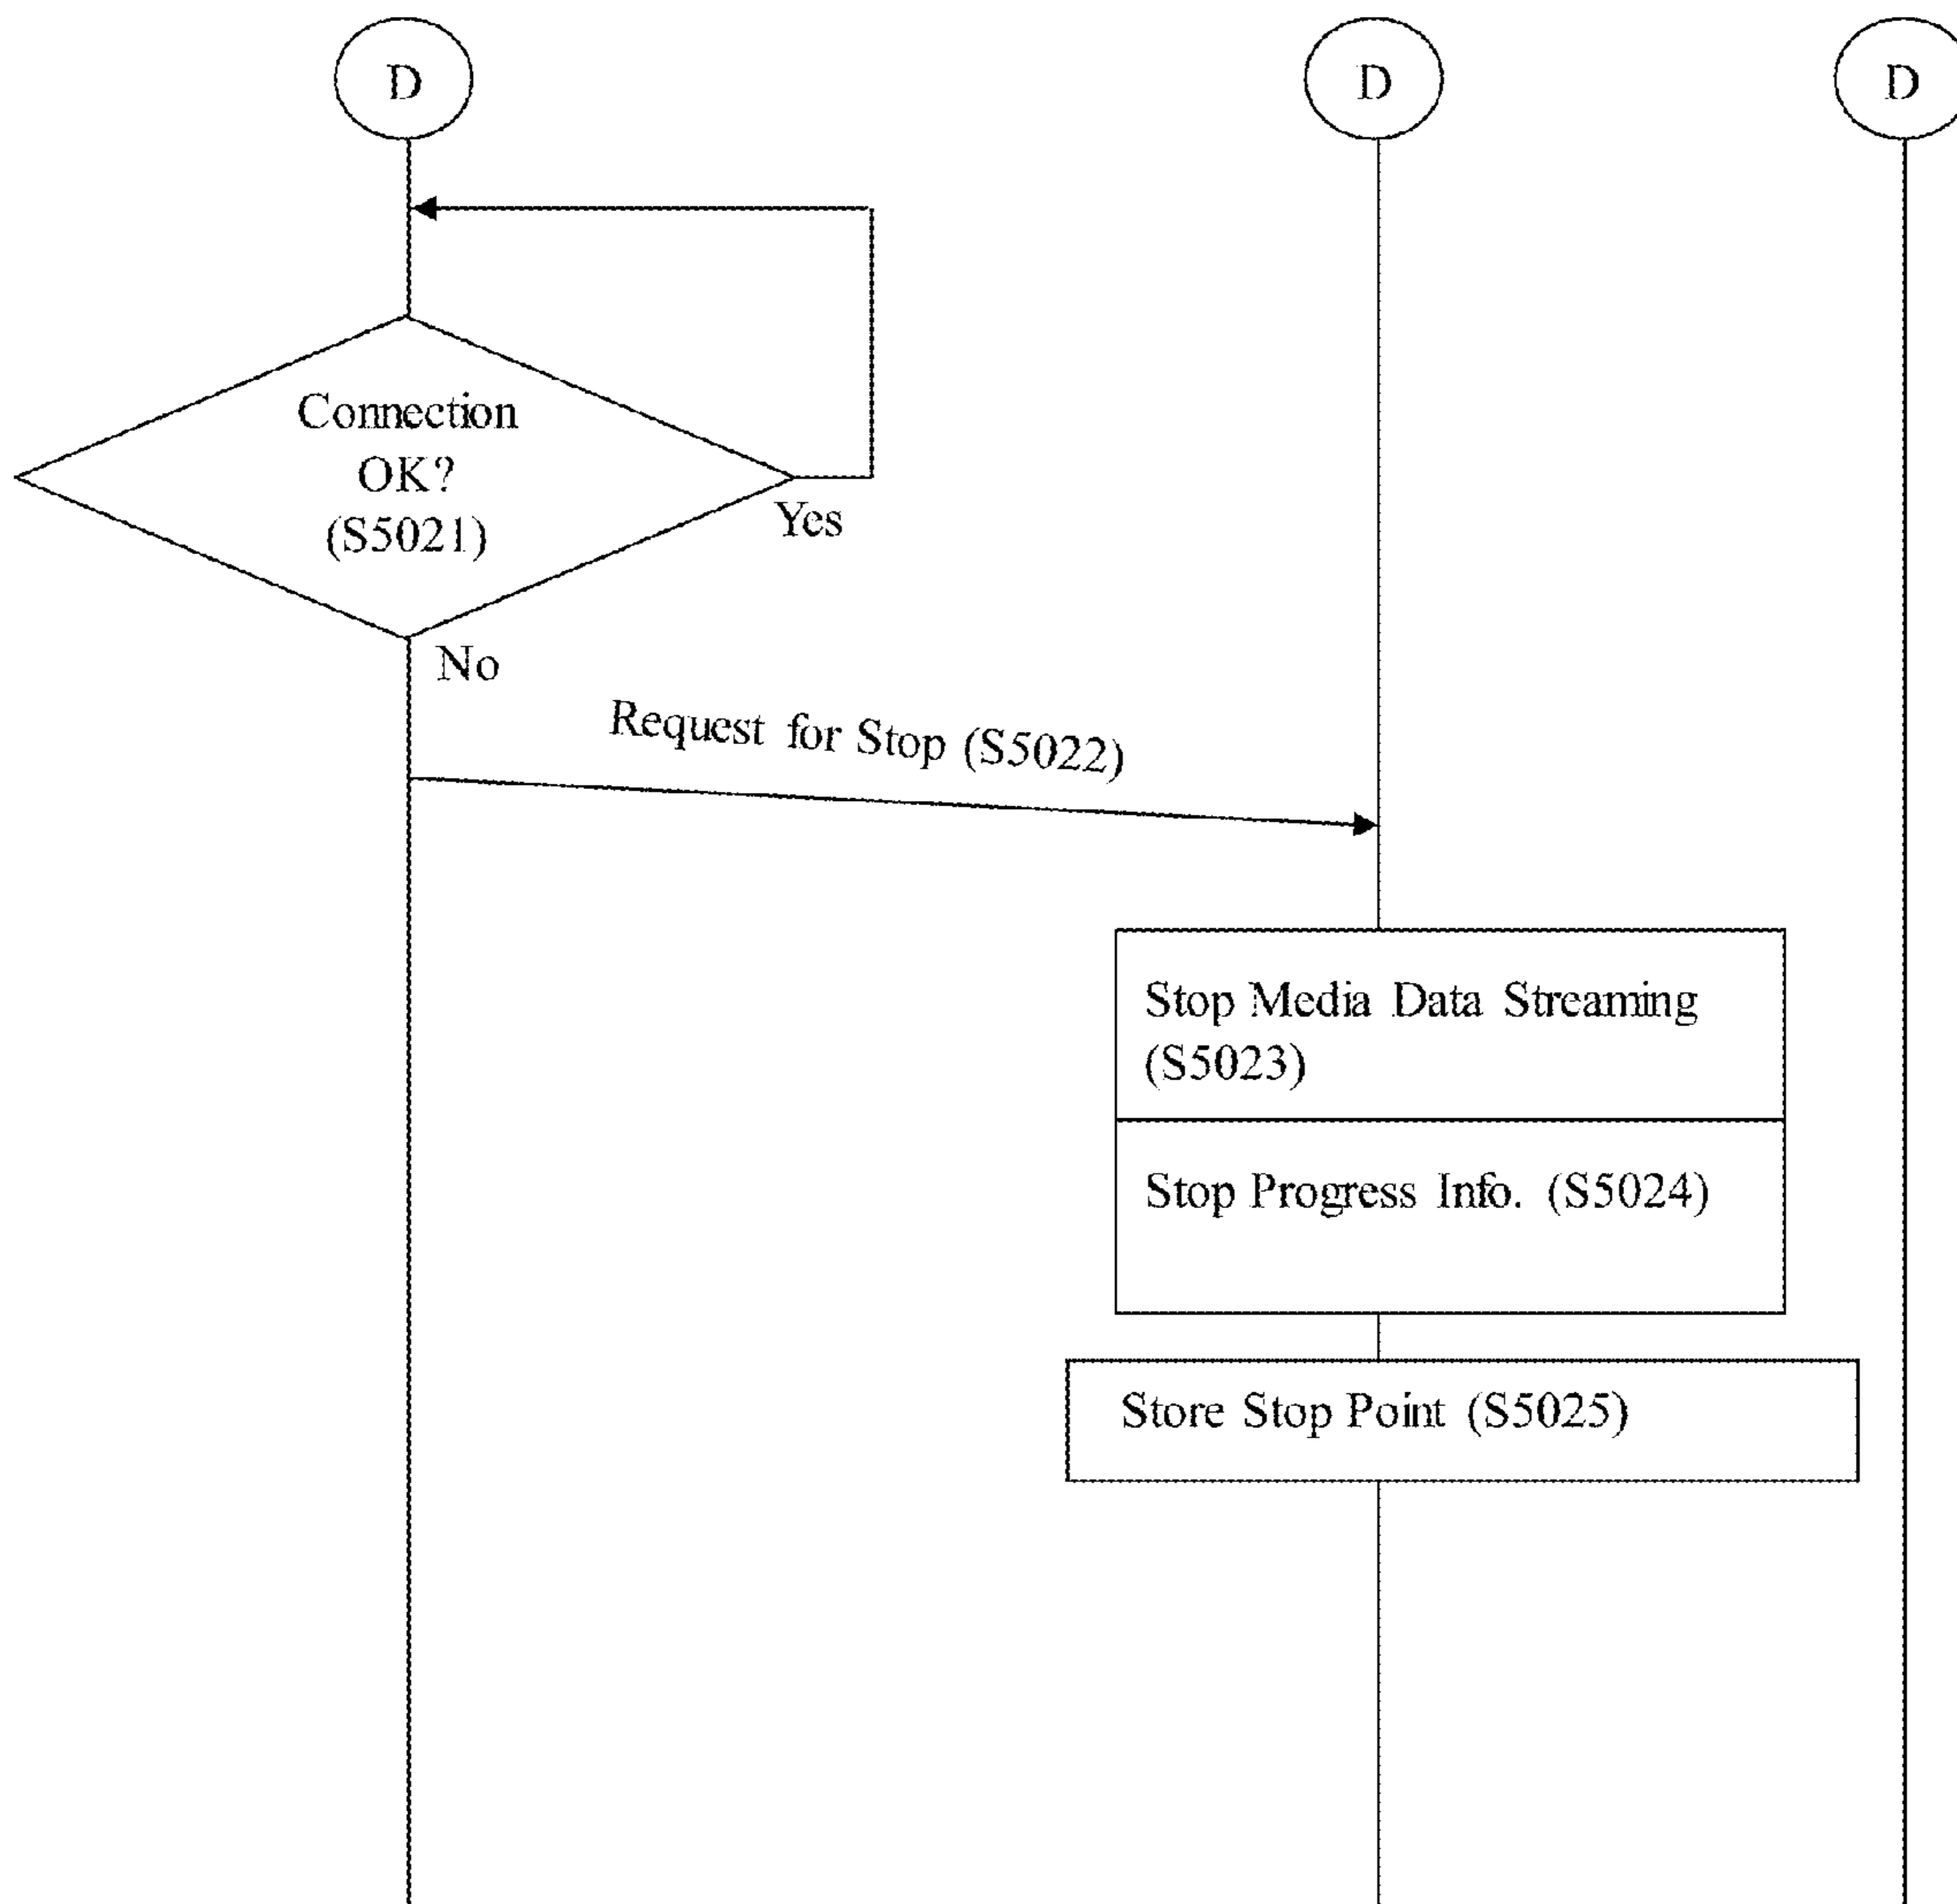 D
D
D
Connection
OK?
(S5021)
Yes
No
Request for Stop (S5022)
Stop Media Data Streaming
(S5023)
Stop Progress Info. (S5024)
Store Stop Point (S5025)